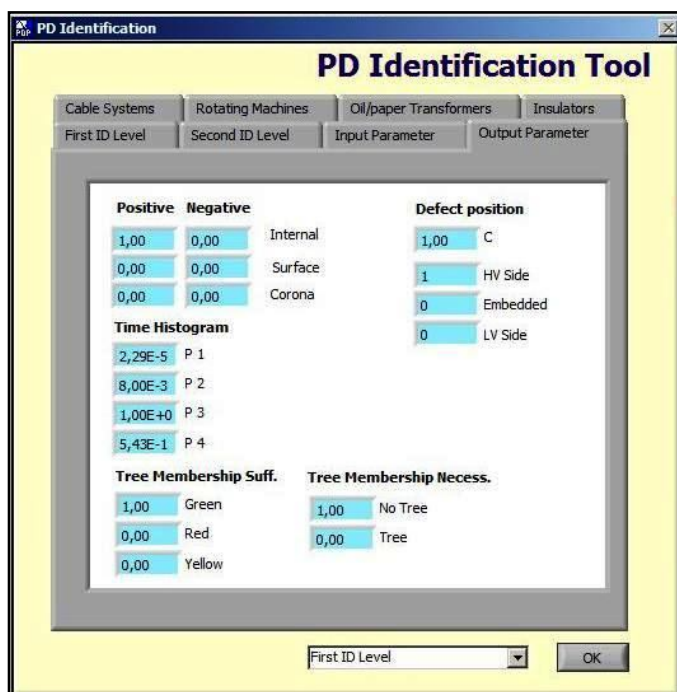 PD Identification
PD Identification Tool
Cable Systems Rotating Machines Oil/paper Transformers Insulators
First ID Level Second ID Level Input Parameter Output Parameter
Positive Negative Defect position
1,00 0,00 Internal 1,00 C
0,00 0,00 Surface 1 HV Side
0,00 0,00 Corona 0 Embedded
Time Histogram 0 LV Side
2,29E-5 P 1
8,00E-3 P 2
1,00E+0 P 3
5,43E-1 P 4
Tree Membership Suff. Tree Membership Necess.
1,00 Green 1,00 No Tree
0,00 Red 0,00 Tree
0,00 Yellow
First ID Level OK